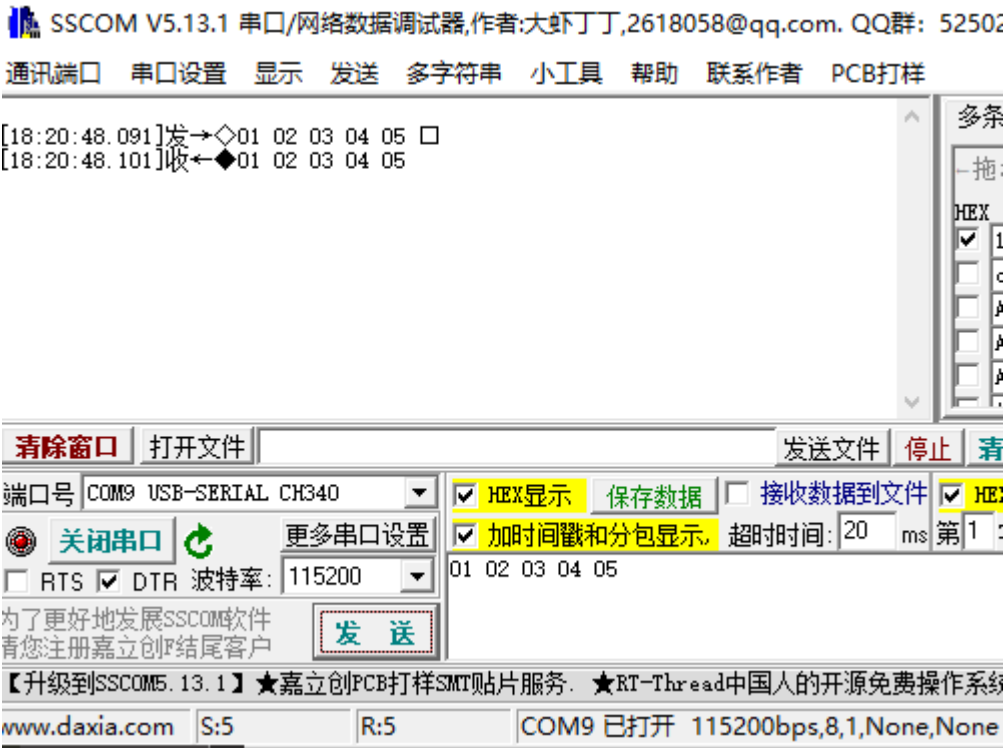 SSCOM V5.13.1 串口/网络数据调试器,作者:大虾丁丁,2618058@qq.com. QQ群: 52502
通讯端口 串口设置 显示 发送 多字符串 小工具 帮助 联系作者 PCB打样
[18:20:48.091]发→◇01 02 03 04 05 □
[18:20:48.101]收←◆01 02 03 04 05
多条
←拖
HEX
清除窗口 打开文件 发送文件 停止 清
端口号 COM9 USB-SERIAL CH340
HEX显示 保存数据 接收数据到文件 HEX
关闭串口 更多串口设置
加时间戳和分包显示, 超时时间: 20 ms 第 1
RTS DTR 波特率: 115200
01 02 03 04 05
为了更好地发展SSCOM软件
请您注册嘉立创F结尾客户
发 送
【升级到SSCOM5.13.1】★嘉立创PCB打样SMT贴片服务. ★RT-Thread中国人的开源免费操作系统
www.daxia.com S:5 R:5 COM9 已打开 115200bps,8,1,None,None